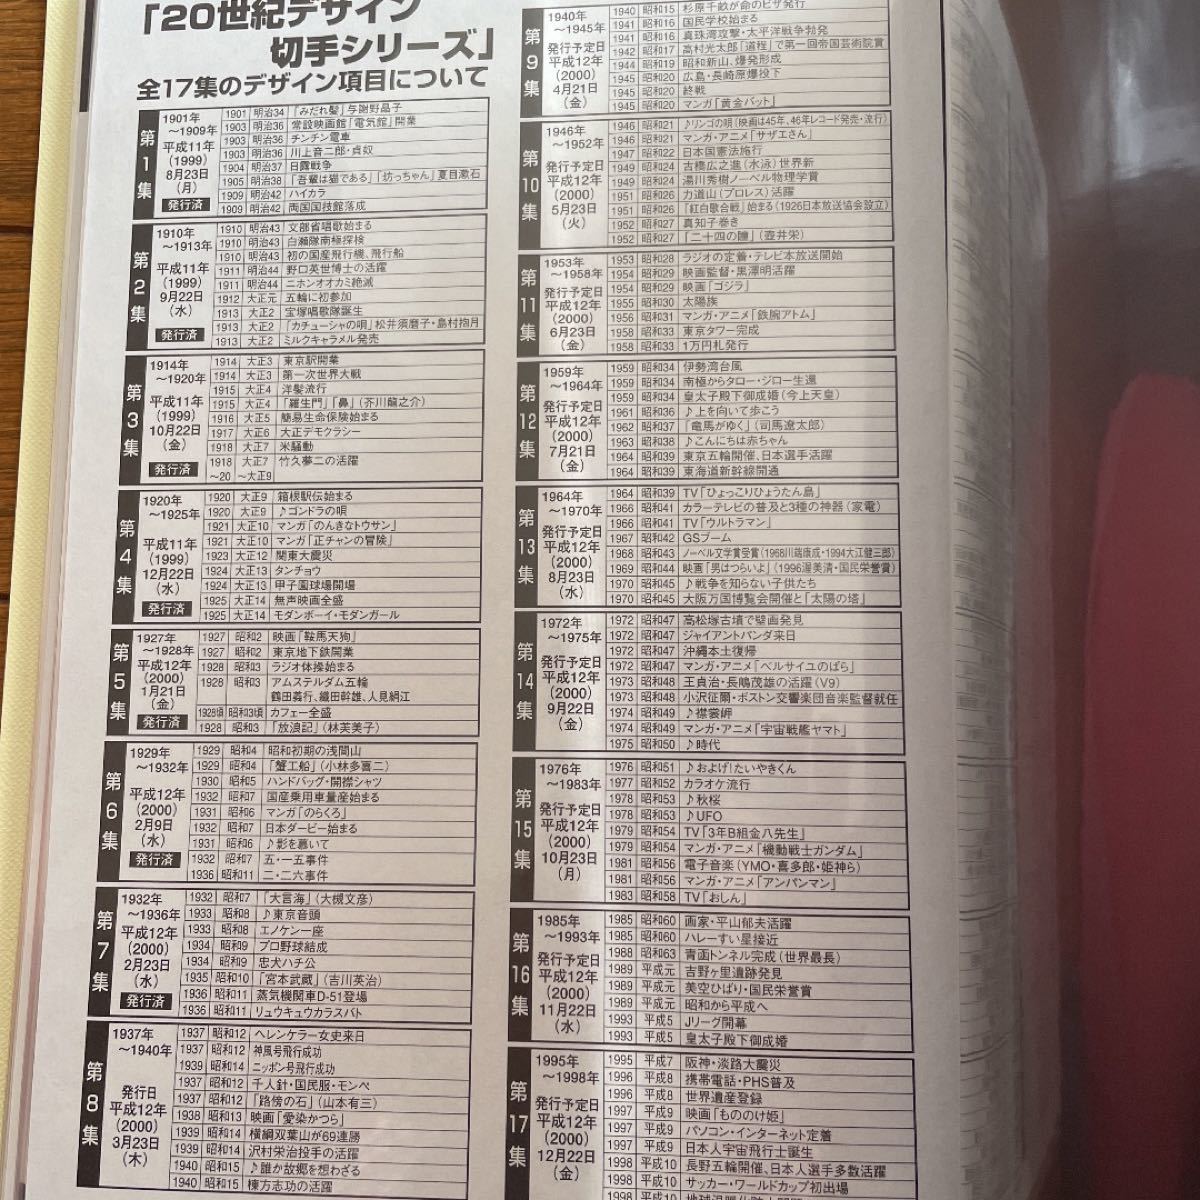 「20世紀デザイン
切手シリーズ」
全17集のデザイン項目について
第1集
1901年
～1909年
平成11年
(1999)
8月23日
(月)
発行済
1901 明治34 「みだれ髪」与謝野晶子
1903 明治36 常設映画館「電気館」開業
1903 明治36 チンチン電車
1903 明治36 川上音二郎・貞奴
1904 明治37 日露戦争
1905 明治38 「吾輩は猫である」「坊っちゃん」夏目漱石
1909 明治42 ハイカラ
1909 明治42 両国国技館落成
第2集
1910年
～1913年
平成11年
(1999)
9月22日
(水)
発行済
1910 明治43 文部省唱歌始まる
1910 明治43 白瀬隊南極探検
1910 明治43 初の国産飛行機、飛行船
1911 明治44 野口英世博士の活躍
1911 明治44 ニホンオオカミ絶滅
1912 大正元 五輪に初参加
1913 大正2 宝塚唱歌隊誕生
1913 大正2 「カチューシャの唄」松井須磨子・島村抱月
1913 大正2 ミルクキャラメル発売
第3集
1914年
～1920年
平成11年
(1999)
10月22日
(金)
発行済
1914 大正3 東京駅開業
1914 大正3 第一次世界大戦
1915 大正4 洋髪流行
1915 大正4 「羅生門」「鼻」(芥川龍之介)
1916 大正5 簡易生命保険始まる
1917 大正6 大正デモクラシー
1918 大正7 米騒動
1918 大正7 竹久夢二の活躍
～20 ～大正9
第4集
1920年
～1925年
平成11年
(1999)
12月22日
(水)
発行済
1920 大正9 箱根駅伝始まる
1920 大正9 ♪ゴンドラの唄
1921 大正10 マンガ「のんきなトウサン」
1921 大正10 マンガ「正チャンの冒険」
1923 大正12 関東大震災
1924 大正13 タンチョウ
1924 大正13 甲子園球場開場
1925 大正14 無声映画全盛
1925 大正14 モダンボーイ・モダンガール
第5集
1927年
～1928年
平成12年
(2000)
1月21日
(金)
発行済
1927 昭和2 映画「鞍馬天狗」
1927 昭和2 東京地下鉄開業
1928 昭和3 ラジオ体操始まる
1928 昭和3 アムステルダム五輪
鶴田義行、織田幹雄、人見絹江
1928頃 昭和3頃 カフェー全盛
1928 昭和3 「放浪記」(林芙美子)
第6集
1929年
～1932年
平成12年
(2000)
2月9日
(水)
発行済
1929 昭和4 昭和初期の浅間山
1929 昭和4 「蟹工船」(小林多喜二)
1930 昭和5 ハンドバッグ・開襟シャツ
1932 昭和7 国産乗用車量産始まる
1931 昭和6 マンガ「のらくろ」
1932 昭和7 日本ダービー始まる
1931 昭和6 ♪影を慕いて
1932 昭和7 五・一五事件
1936 昭和11 二・二六事件
第7集
1932年
～1936年
平成12年
(2000)
2月23日
(水)
発行済
1932 昭和7 「大言海」(大槻文彦)
1933 昭和8 ♪東京音頭
1933 昭和8 エノケン一座
1934 昭和9 プロ野球結成
1934 昭和9 忠犬ハチ公
1935 昭和10 「宮本武蔵」(吉川英治)
1936 昭和11 蒸気機関車D-51登場
1936 昭和11 リュウキュウカラスバト
第8集
1937年
～1940年
発行日
平成12年
(2000)
3月23日
(木)
1937 昭和12 ヘレンケラー女史来日
1937 昭和12 神風号飛行成功
1939 昭和14 ニッポン号飛行成功
1937 昭和12 千人針・国民服・モンペ
1937 昭和12 「路傍の石」(山本有三)
1938 昭和13 映画「愛染かつら」
1939 昭和14 横綱双葉山が69連勝
1939 昭和14 沢村栄治投手の活躍
1940 昭和15 ♪誰か故郷を想わざる
1940 昭和15 棟方志功の活躍
第9集
1940年
～1945年
発行予定日
平成12年
(2000)
4月21日
(金)
1940 昭和15 杉原千畝が命のビザ発行
1941 昭和16 国民学校始まる
1941 昭和16 真珠湾攻撃・太平洋戦争勃発
1942 昭和17 高村光太郎「道程」で第一回帝国芸術院賞
1944 昭和19 昭和新山、爆発形成
1945 昭和20 広島・長崎原爆投下
1945 昭和20 終戦
1945 昭和20 マンガ「黄金バット」
第10集
1946年
～1952年
発行予定日
平成12年
(2000)
5月23日
(火)
1946 昭和21 ♪リンゴの唄(映画は45年、46年レコード発売・流行)
1946 昭和21 マンガ・アニメ「サザエさん」
1947 昭和22 日本国憲法施行
1949 昭和24 古橋広之進(水泳)世界新
1949 昭和24 湯川秀樹ノーベル物理学賞
1951 昭和26 力道山(プロレス)活躍
1951 昭和26 「紅白歌合戦」始まる(1926日本放送協会設立)
1952 昭和27 真知子巻き
1952 昭和27 「二十四の瞳」(壺井栄)
第11集
1953年
～1958年
発行予定日
平成12年
(2000)
6月23日
(金)
1953 昭和28 ラジオの定着・テレビ本放送開始
1954 昭和29 映画監督・黒澤明活躍
1954 昭和29 映画「ゴジラ」
1955 昭和30 太陽族
1956 昭和31 マンガ・アニメ「鉄腕アトム」
1958 昭和33 東京タワー完成
1958 昭和33 1万円札発行
第12集
1959年
～1964年
発行予定日
平成12年
(2000)
7月21日
(金)
1959 昭和34 伊勢湾台風
1959 昭和34 南極からタロー・ジロー生還
1959 昭和34 皇太子殿下御成婚(今上天皇)
1961 昭和36 ♪上を向いて歩こう
1962 昭和37 「竜馬がゆく」(司馬遼太郎)
1963 昭和38 ♪こんにちは赤ちゃん
1964 昭和39 東京五輪開催、日本選手活躍
1964 昭和39 東海道新幹線開通
第13集
1964年
～1970年
発行予定日
平成12年
(2000)
8月23日
(水)
1964 昭和39 TV「ひょっこりひょうたん島」
1966 昭和41 カラーテレビの普及と3種の神器(家電)
1966 昭和41 TV「ウルトラマン」
1967 昭和42 GSブーム
1968 昭和43 ノーベル文学賞受賞(1968川端康成・1994大江健三郎)
1969 昭和44 映画「男はつらいよ」(1996渥美清・国民栄誉賞)
1970 昭和45 ♪戦争を知らない子供たち
1970 昭和45 大阪万国博覧会開催と「太陽の塔」
第14集
1972年
～1975年
発行予定日
平成12年
(2000)
9月22日
(金)
1972 昭和47 高松塚古墳で壁画発見
1972 昭和47 ジャイアントパンダ来日
1972 昭和47 沖縄本土復帰
1972 昭和47 マンガ・アニメ「ベルサイユのばら」
1973 昭和48 王貞治・長嶋茂雄の活躍(V9)
1973 昭和48 小沢征爾・ボストン交響楽団音楽監督就任
1974 昭和49 ♪襟裳岬
1974 昭和49 マンガ・アニメ「宇宙戦艦ヤマト」
1975 昭和50 ♪時代
第15集
1976年
～1983年
発行予定日
平成12年
(2000)
10月23日
(月)
1976 昭和51 ♪およげ!たいやきくん
1977 昭和52 カラオケ流行
1978 昭和53 ♪秋桜
1978 昭和53 ♪UFO
1979 昭和54 TV「3年B組金八先生」
1979 昭和54 マンガ・アニメ「機動戦士ガンダム」
1981 昭和56 電子音楽(YMO・喜多郎・姫神ら)
1981 昭和56 マンガ・アニメ「アンパンマン」
1983 昭和58 TV「おしん」
第16集
1985年
～1993年
発行予定日
平成12年
(2000)
11月22日
(水)
1985 昭和60 画家・平山郁夫活躍
1985 昭和60 ハレーすい星接近
1988 昭和63 青函トンネル完成(世界最長)
1989 平成元 吉野ヶ里遺跡発見
1989 平成元 美空ひばり・国民栄誉賞
1989 平成元 昭和から平成へ
1993 平成5 Jリーグ開幕
1993 平成5 皇太子殿下御成婚
第17集
1995年
～1998年
発行予定日
平成12年
(2000)
12月22日
(金)
1995 平成7 阪神・淡路大震災
1996 平成8 携帯電話・PHS普及
1996 平成8 世界遺産登録
1997 平成9 映画「もののけ姫」
1997 平成9 パソコン・インターネット定着
1997 平成9 日本人宇宙飛行士誕生
1998 平成10 長野五輪開催、日本人選手多数活躍
1998 平成10 サッカー・ワールドカップ初出場
1998 平成10